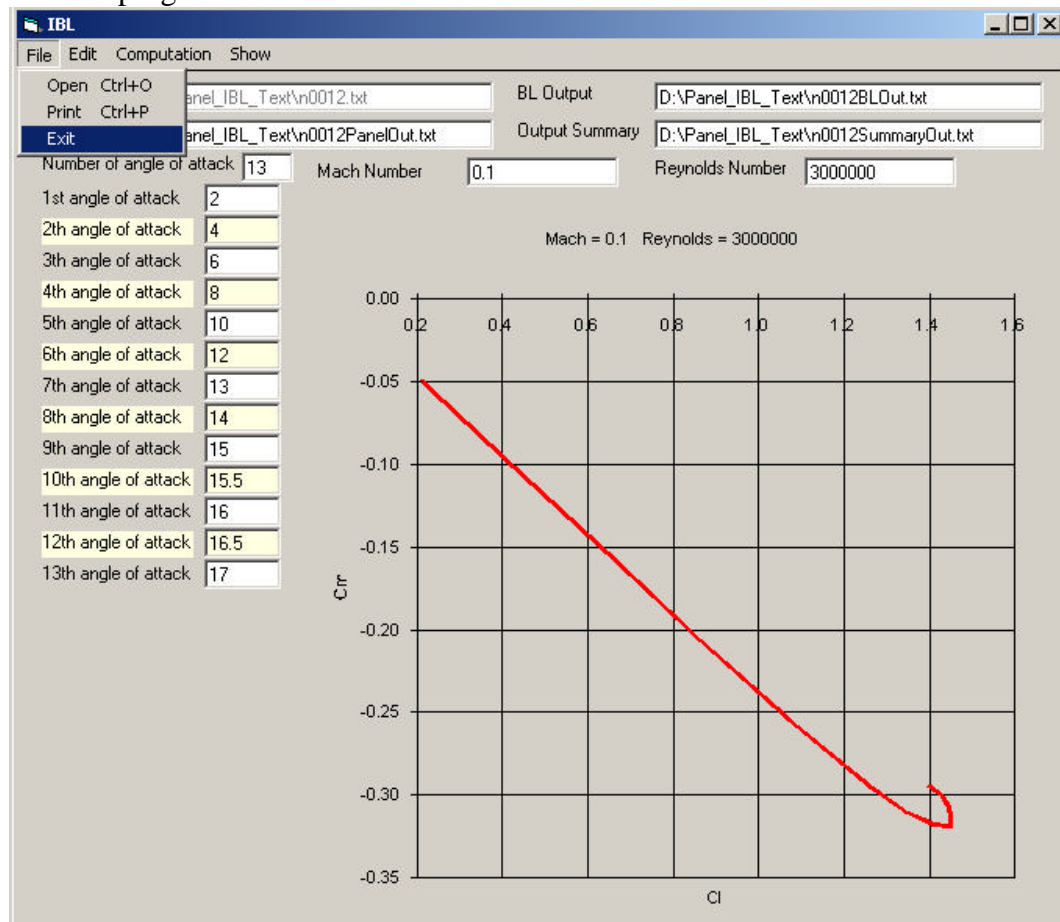 IBL
File Edit Computation Show
Open Ctrl+O
Print Ctrl+P
Exit
anel_IBL_Text\n0012.txt BL Output D:\Panel_IBL_Text\n0012BLOut.txt
anel_IBL_Text\n0012PanelOut.txt Output Summary D:\Panel_IBL_Text\n0012SummaryOut.txt
Number of angle of attack 13 Mach Number 0.1 Reynolds Number 3000000
1st angle of attack 2
2th angle of attack 4
3th angle of attack 6
4th angle of attack 8
5th angle of attack 10
6th angle of attack 12
7th angle of attack 13
8th angle of attack 14
9th angle of attack 15
10th angle of attack 15.5
11th angle of attack 16
12th angle of attack 16.5
13th angle of attack 17
Mach = 0.1 Reynolds = 3000000
0.00
0.2 0.4 0.6 0.8 1.0 1.2 1.4 1.6
-0.05
-0.10
-0.15
-0.20
-0.25
-0.30
-0.35
Cl